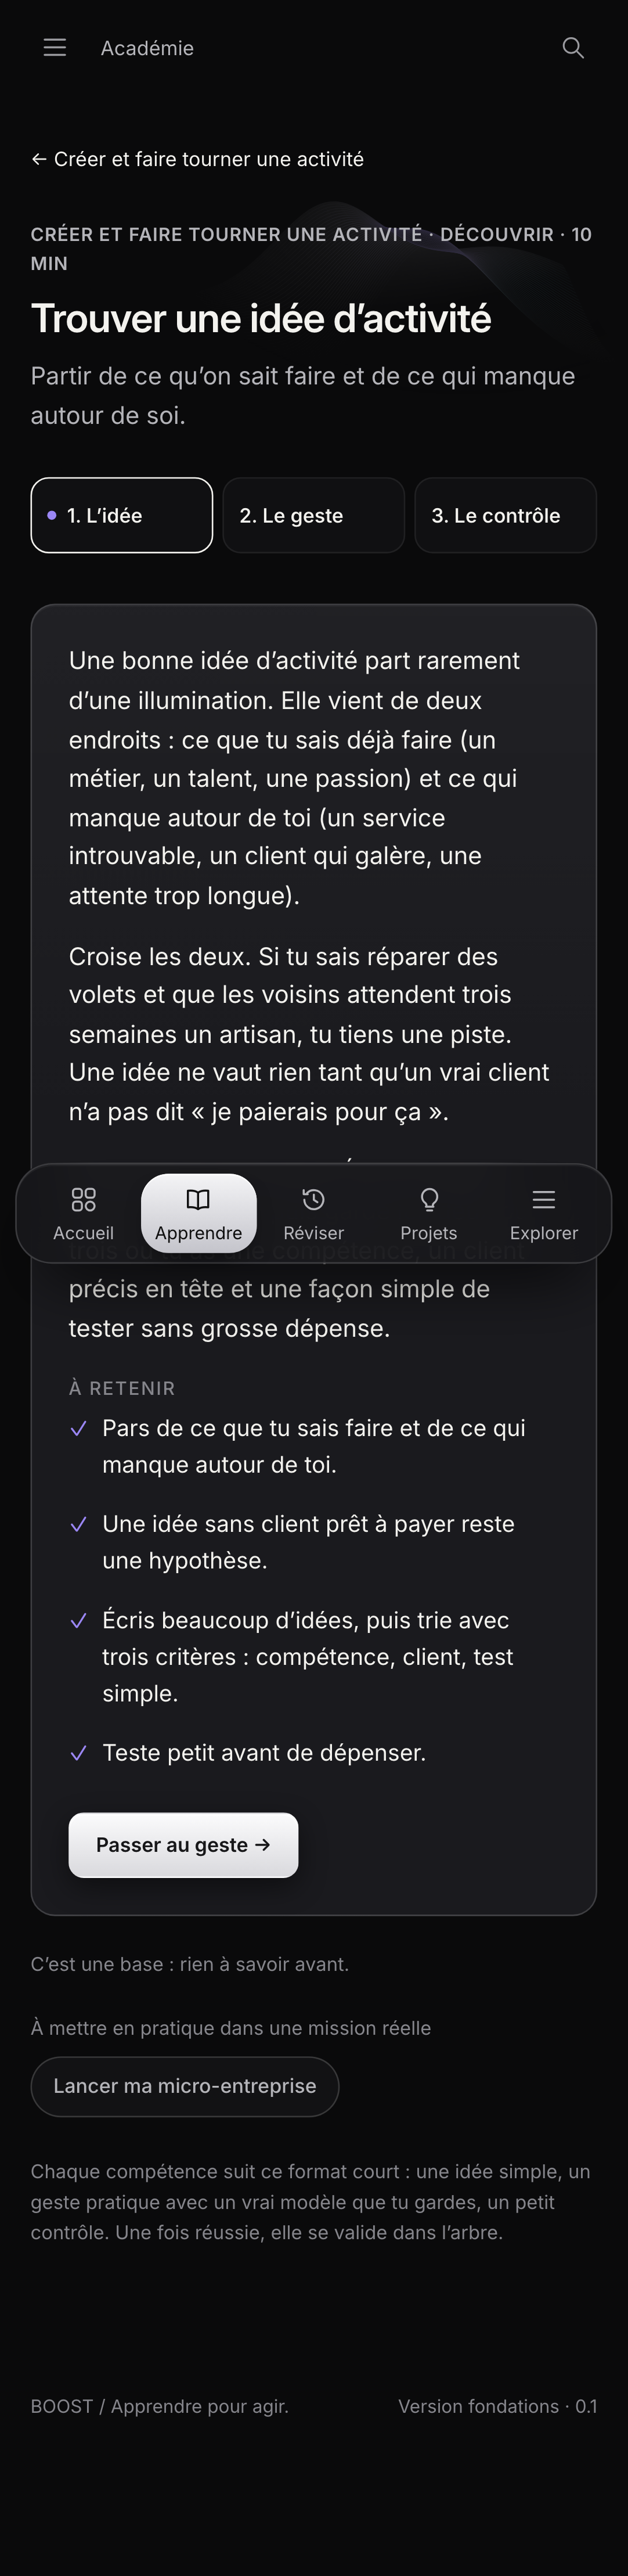 Académie
← Créer et faire tourner une activité
CRÉER ET FAIRE TOURNER UNE ACTIVITÉ · DÉCOUVRIR · 10
MIN
Trouver une idée d’activité
Partir de ce qu’on sait faire et de ce qui manque
autour de soi.
1. L’idée
2. Le geste
3. Le contrôle
Une bonne idée d’activité part rarement
d’une illumination. Elle vient de deux
endroits : ce que tu sais déjà faire (un
métier, un talent, une passion) et ce qui
manque autour de toi (un service
introuvable, un client qui galère, une
attente trop longue).
Croise les deux. Si tu sais réparer des
volets et que les voisins attendent trois
semaines un artisan, tu tiens une piste.
Une idée ne vaut rien tant qu’un vrai client
n’a pas dit « je paierais pour ça ».
Accueil
Apprendre
Réviser
Projets
Explorer
trois où une compétence, un client
précis en tête et une façon simple de
tester sans grosse dépense.
À RETENIR
Pars de ce que tu sais faire et de ce qui
manque autour de toi.
Une idée sans client prêt à payer reste
une hypothèse.
Écris beaucoup d’idées, puis trie avec
trois critères : compétence, client, test
simple.
Teste petit avant de dépenser.
Passer au geste →
C’est une base : rien à savoir avant.
À mettre en pratique dans une mission réelle
Lancer ma micro-entreprise
Chaque compétence suit ce format court : une idée simple, un
geste pratique avec un vrai modèle que tu gardes, un petit
contrôle. Une fois réussie, elle se valide dans l’arbre.
BOOST / Apprendre pour agir.
Version fondations · 0.1